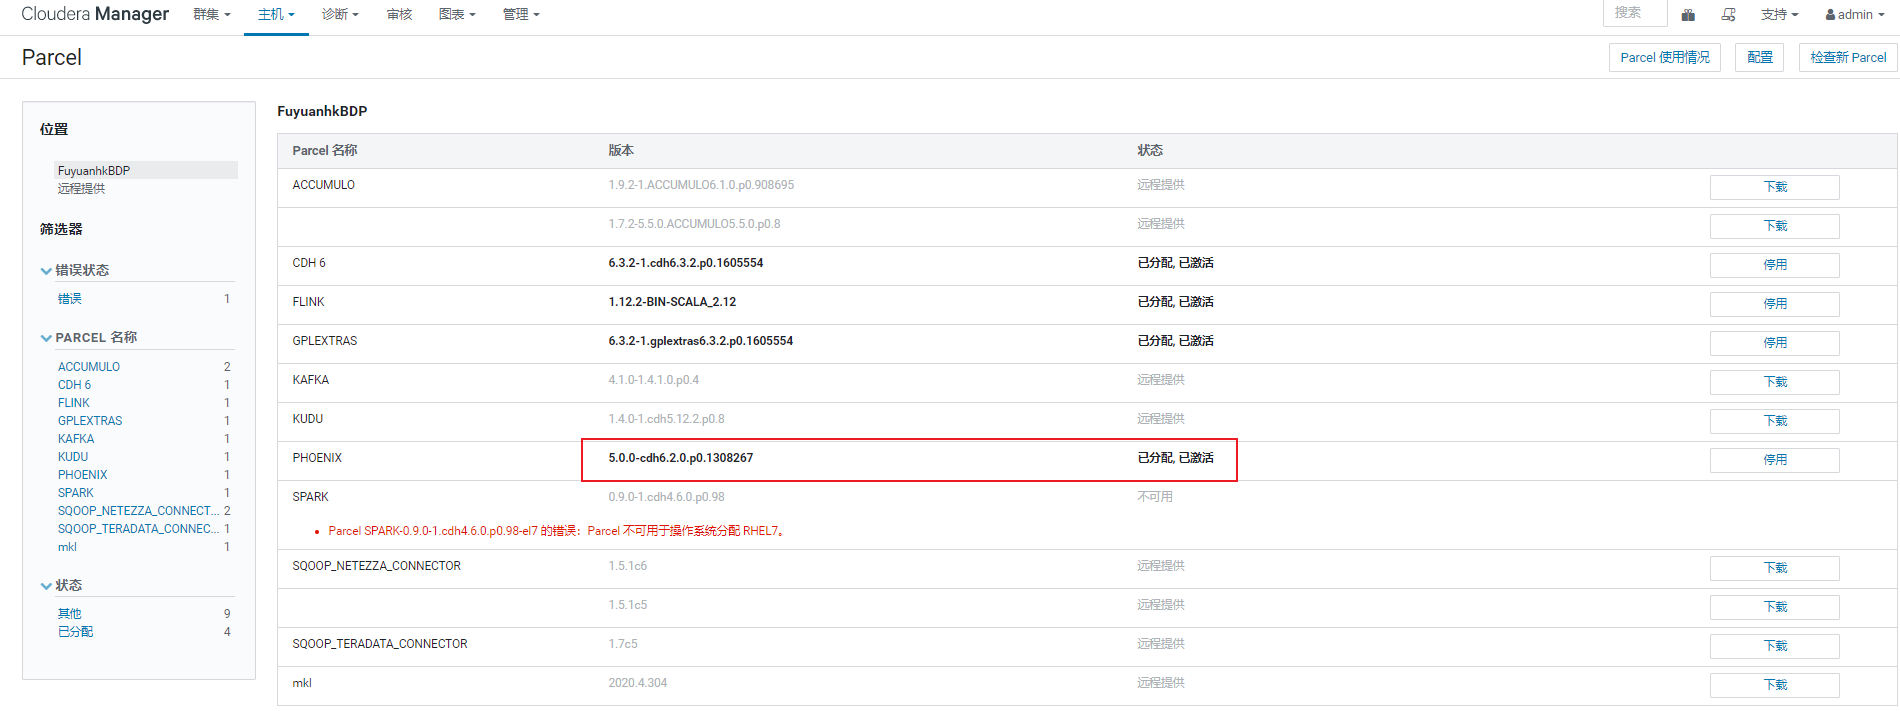 Cloudera Manager 群集 主机 诊断 审核 图表 管理 搜索 支持 admin
Parcel Parcel 使用情况 配置 检查新 Parcel
位置
FuyuanhkBDP
远程提供
筛选器
错误状态
错误 1
PARCEL 名称
ACCUMULO 2
CDH 6 1
FLINK 1
GPLEXTRAS 1
KAFKA 1
KUDU 1
PHOENIX 1
SPARK 1
SQOOP_NETEZZA_CONNECT... 2
SQOOP_TERADATA_CONNEC... 1
mkl 1
状态
其他 9
已分配 4
FuyuanhkBDP
Parcel 名称 版本 状态
ACCUMULO 1.9.2-1.ACCUMULO6.1.0.p0.908695 远程提供 下载
1.7.2-5.5.0.ACCUMULO5.5.0.p0.8 远程提供 下载
CDH 6 6.3.2-1.cdh6.3.2.p0.1605554 已分配, 已激活 停用
FLINK 1.12.2-BIN-SCALA_2.12 已分配, 已激活 停用
GPLEXTRAS 6.3.2-1.gplextras6.3.2.p0.1605554 已分配, 已激活 停用
KAFKA 4.1.0-1.4.1.0.p0.4 远程提供 下载
KUDU 1.4.0-1.cdh5.12.2.p0.8 远程提供 下载
PHOENIX 5.0.0-cdh6.2.0.p0.1308267 已分配, 已激活 停用
SPARK 0.9.0-1.cdh4.6.0.p0.98 不可用
• Parcel SPARK-0.9.0-1.cdh4.6.0.p0.98-el7 的错误：Parcel 不可用于操作系统分配 RHEL7。
SQOOP_NETEZZA_CONNECTOR 1.5.1c6 远程提供 下载
1.5.1c5 远程提供 下载
SQOOP_TERADATA_CONNECTOR 1.7c5 远程提供 下载
mkl 2020.4.304 远程提供 下载